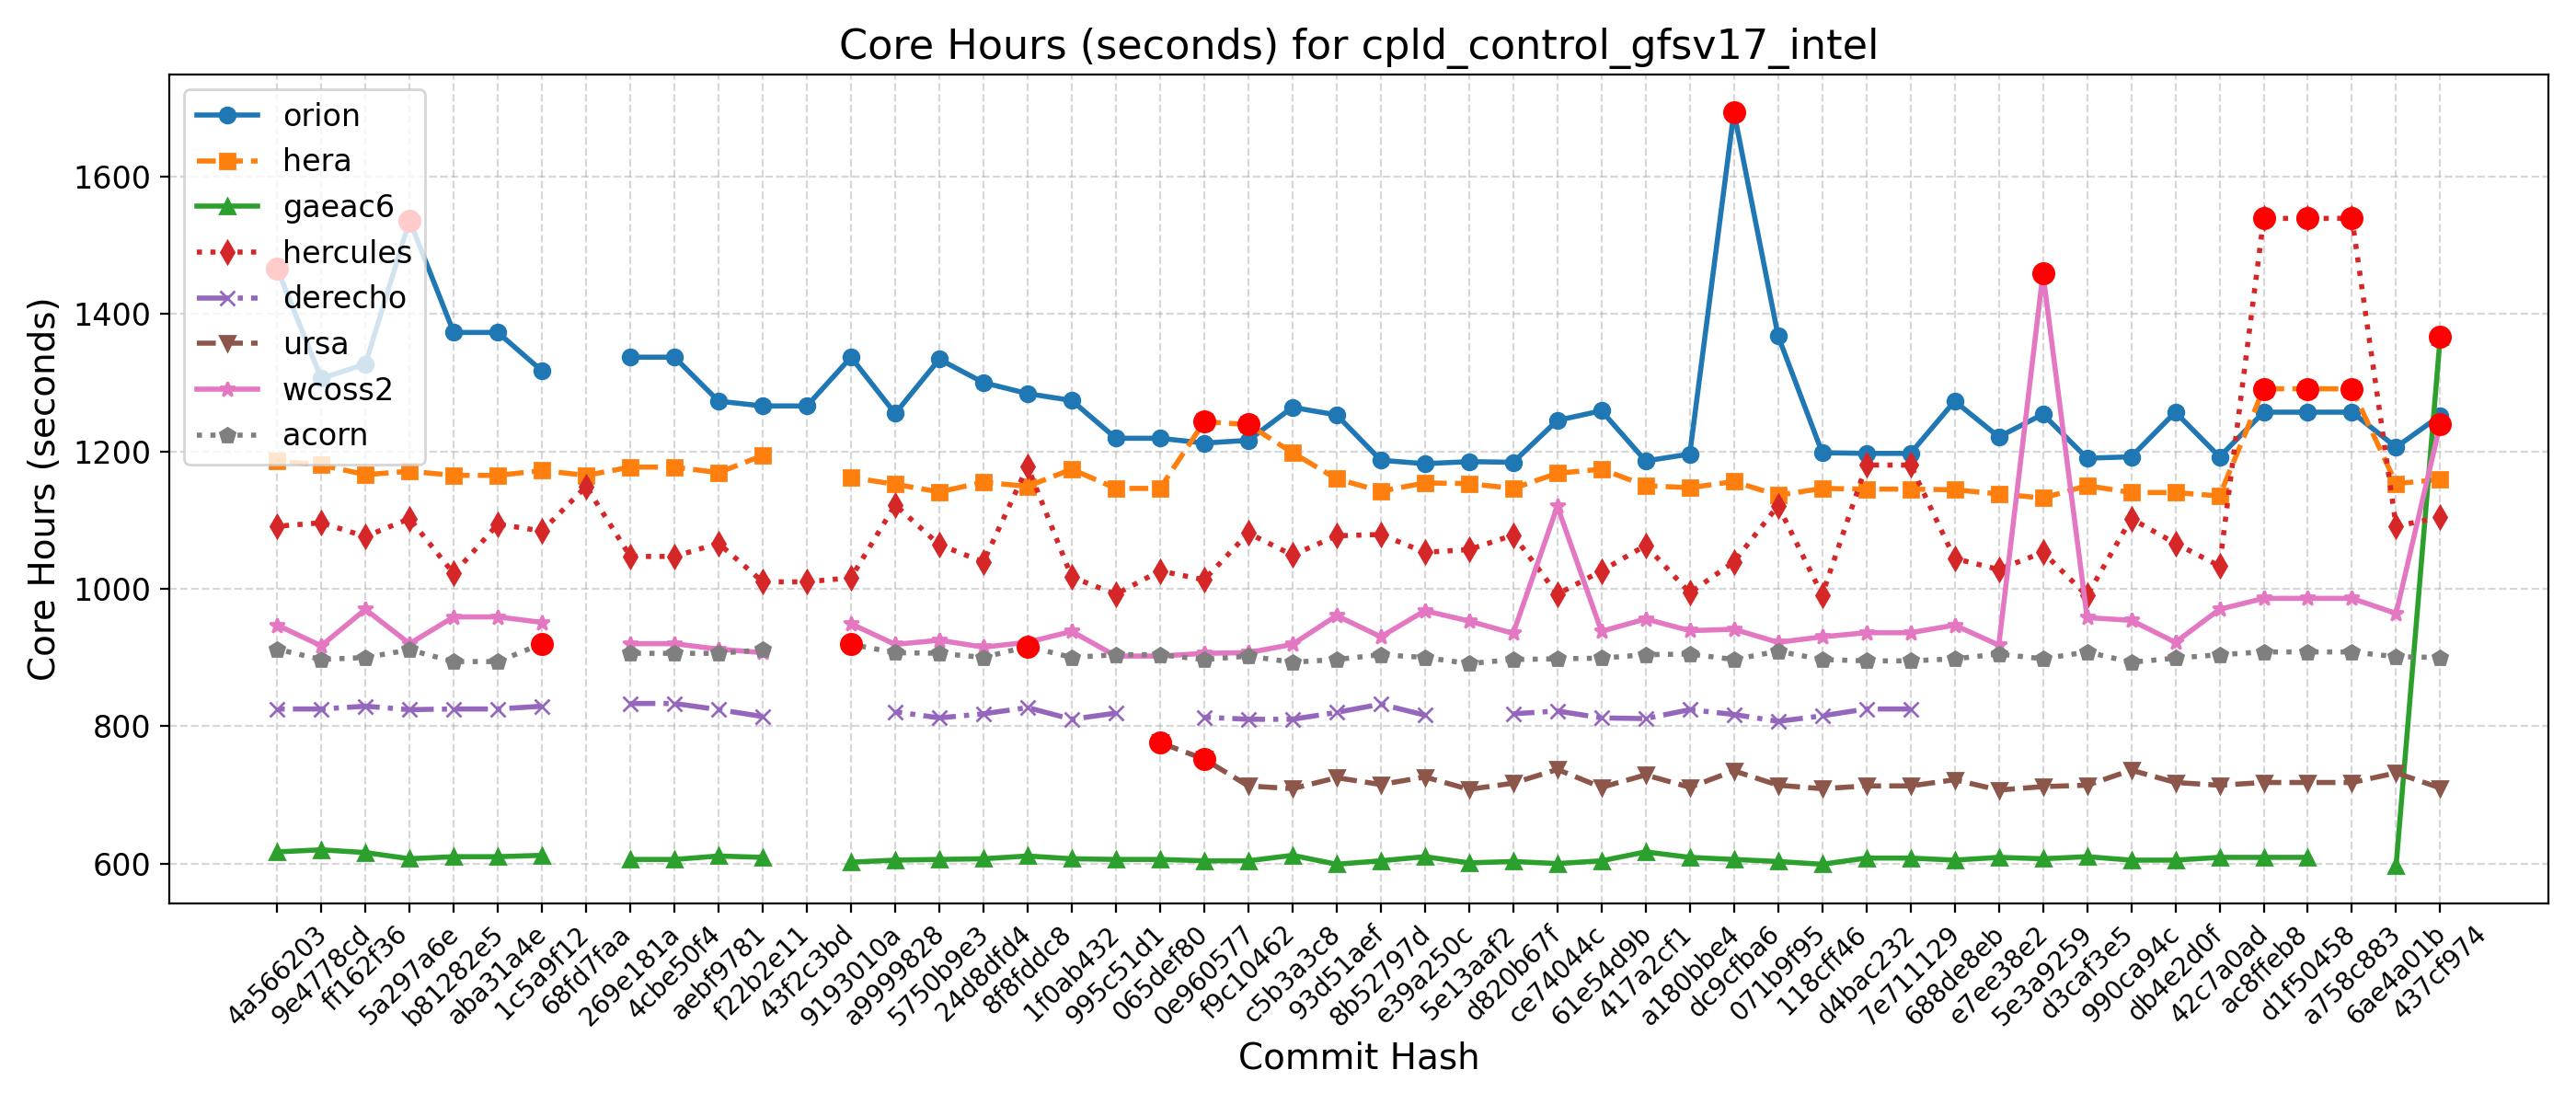 Core Hours (seconds) for cpld_control_gfsv17_intel
Core Hours (seconds)
1600
1400
1200
1000
800
600
orion
hera
gaeac6
hercules
derecho
ursa
wcoss2
acorn
4a566203
9e4778cd
ff162f36
5a297a6e
b81282e5
aba31a4e
1c5a9f12
68fd7faa
269e181a
4cbe50f4
aebf9781
f22b2e11
43f2c3bd
9193010a
a9999828
5750b9e3
24d8dfd4
8f8fddc8
1f0ab432
995c51d1
065def80
0e960577
f9c10462
c5b3a3c8
93d51aef
8b52797d
e39a250c
5e13aaf2
d820b67f
ce74044c
61e54d9b
417a2cf1
a180bbe4
dc9cfba6
071b9f95
118cff46
d4bac232
7e711129
688de8eb
e7ee38e2
5e3a9259
d3caf3e5
990ca94c
db4e2d0f
42c7a0ad
ac8ffeb8
d1f50458
a758c883
6ae4a01b
437cf974
Commit Hash